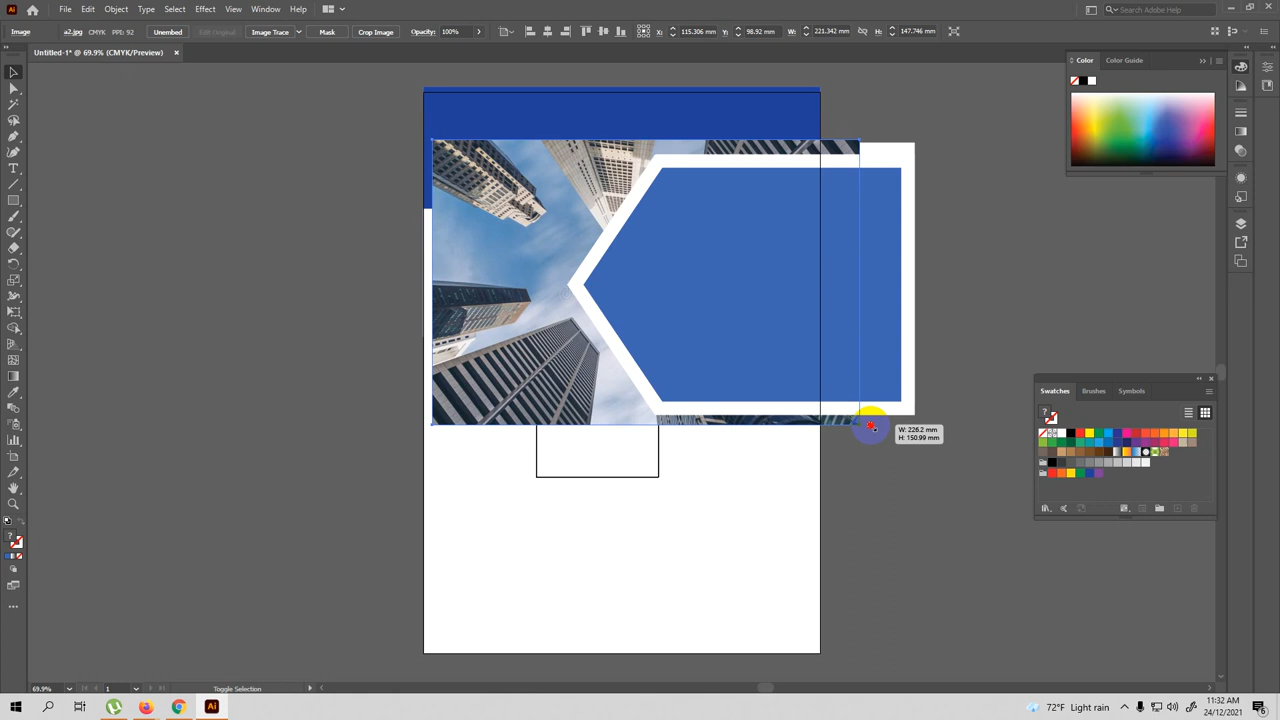 File Edit Object Type Select Effect View Window Help
Search Adobe Help
Image a2.jpg CMYK PPI: 92 Unembed Edit Original Image Trace Mask Crop Image Opacity: 100% X: 115.306 mm Y: 98.92 mm W: 221.342 mm H: 147.746 mm
Untitled-1* @ 69.9% (CMYK/Preview)
Color Color Guide
Swatches Brushes Symbols
W: 226.2 mm
H: 150.99 mm
69.9% 1 Toggle Selection
72°F Light rain
11:32 AM
24/12/2021